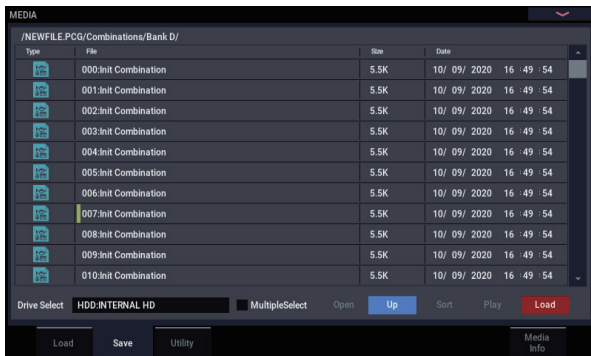 MEDIA
/NEWFILE.PCG/Combinations/Bank D/
Type File Size Date
000:Init Combination 5.5K 10/ 09/ 2020 16 :49 :54
001:Init Combination 5.5K 10/ 09/ 2020 16 :49 :54
002:Init Combination 5.5K 10/ 09/ 2020 16 :49 :54
003:Init Combination 5.5K 10/ 09/ 2020 16 :49 :54
004:Init Combination 5.5K 10/ 09/ 2020 16 :49 :54
005:Init Combination 5.5K 10/ 09/ 2020 16 :49 :54
006:Init Combination 5.5K 10/ 09/ 2020 16 :49 :54
007:Init Combination 5.5K 10/ 09/ 2020 16 :49 :54
008:Init Combination 5.5K 10/ 09/ 2020 16 :49 :54
009:Init Combination 5.5K 10/ 09/ 2020 16 :49 :54
010:Init Combination 5.5K 10/ 09/ 2020 16 :49 :54
Drive Select HDD:INTERNAL HD MultipleSelect Open Up Sort Play Load
Load Save Utility Media
Info